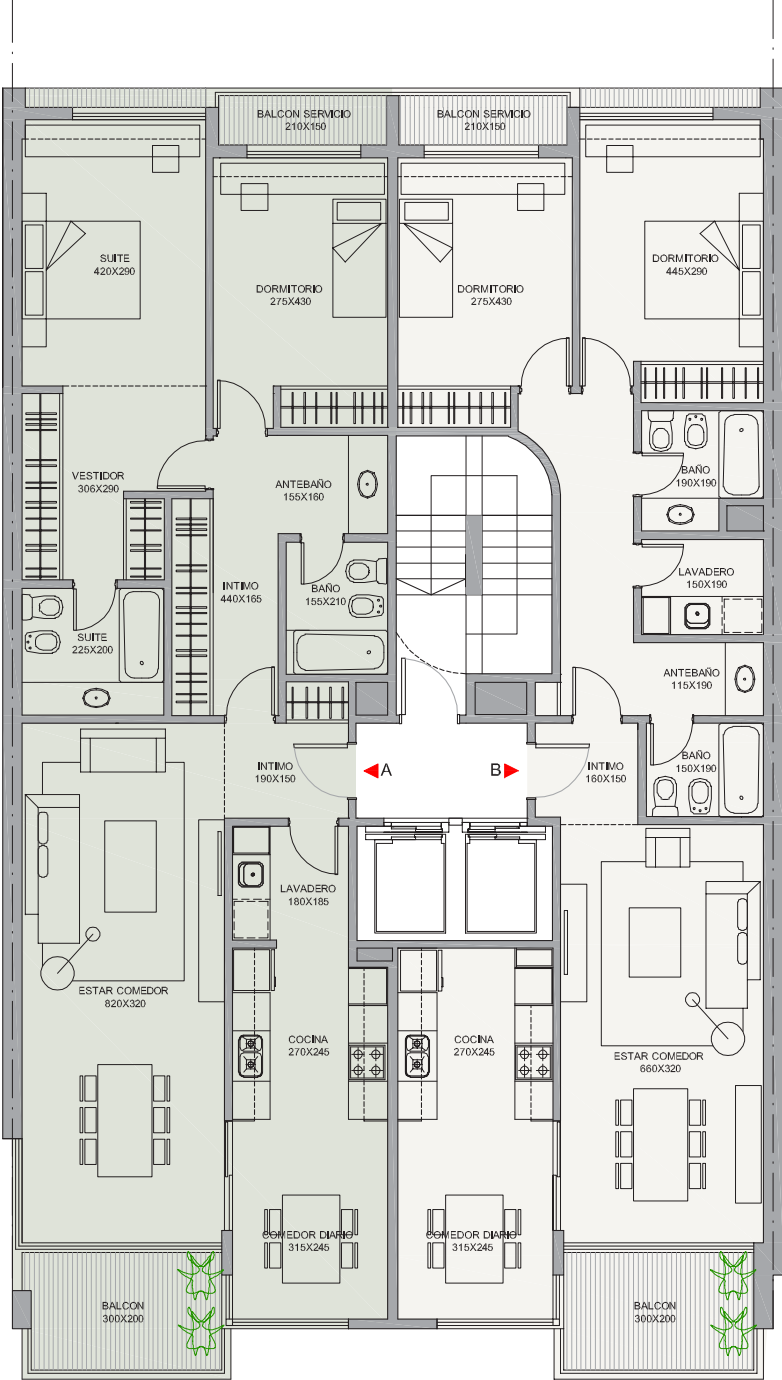 BALCON SERVICIO
210X150
BALCON SERVICIO
210X150
SUITE
420X290
DORMITORIO
275X430
DORMITORIO
275X430
DORMITORIO
445X290
VESTIDOR
306X290
ANTEBAÑO
155X160
BAÑO
190X190
INTIMO
440X165
BAÑO
155X210
LAVADERO
150X190
SUITE
225X200
ANTEBAÑO
115X190
INTIMO
190X150
A
B
INTIMO
160X150
BAÑO
150X190
LAVADERO
180X185
ESTAR COMEDOR
820X320
COCINA
270X245
COCINA
270X245
ESTAR COMEDOR
660X320
COMEDOR DIARIO
315X245
COMEDOR DIARIO
315X245
BALCON
300X200
BALCON
300X200